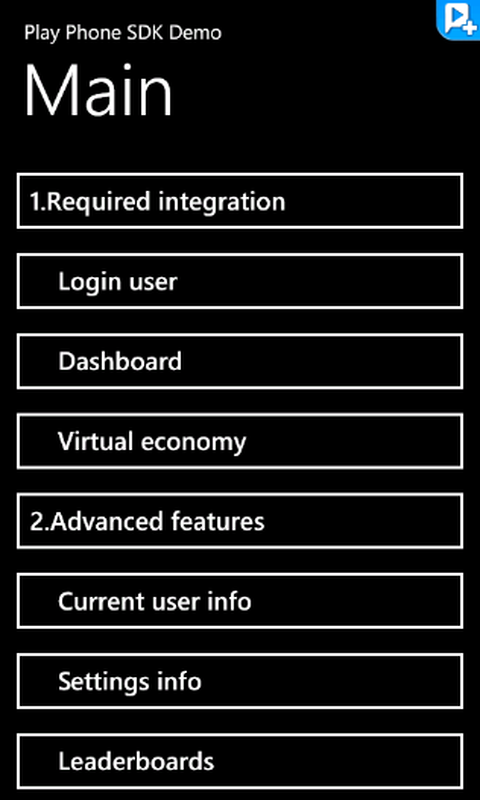 Play Phone SDK Demo
Main
1.Required integration
Login user
Dashboard
Virtual economy
2.Advanced features
Current user info
Settings info
Leaderboards